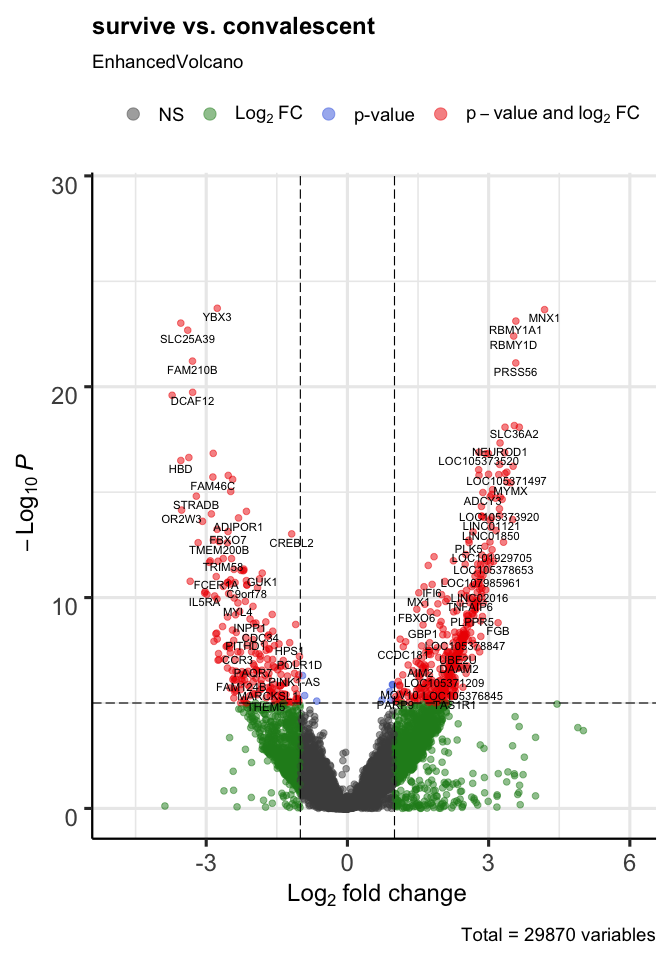 survive vs. convalescent
EnhancedVolcano
NS Log2 FC p-value p − value and log2 FC
30
YBX3
MNX1
SLC25A39
RBMY1A1
RBMY1D
FAM210B
PRSS56
20
DCAF12
SLC36A2
NEUROD1
LOC105373520
HBD
FAM46C
LOC105371497
MYMX
STRADB
ADCY3
OR2W3
LOC105373920
ADIPOR1
LINC01121
CREBL2
FBXO7
LINC01850
TMEM200B
PLK5
LOC101929705
TRIM58
LOC105378653
FCER1A
GUK1
LOC107985961
C9orf78
IFI6
10
IL5RA
MX1
LINC02016
TNFAIP6
MYL4
FBXO6
PLPPR5
INPP1
GBP1
FGB
CDC34
PITHD1
LOC105378847
HPS1
CCDC181
CCR3
UBE2U
POLR1D
DAAM2
PAQR7
AIM2
PINK1-AS
LOC105371209
FAM124B
MARCKSL1
MOV10
LOC105376845
THEM5
PARP9
TAS1R1
0
-3 0 3 6
− Log10 P
Log2 fold change
Total = 29870 variables